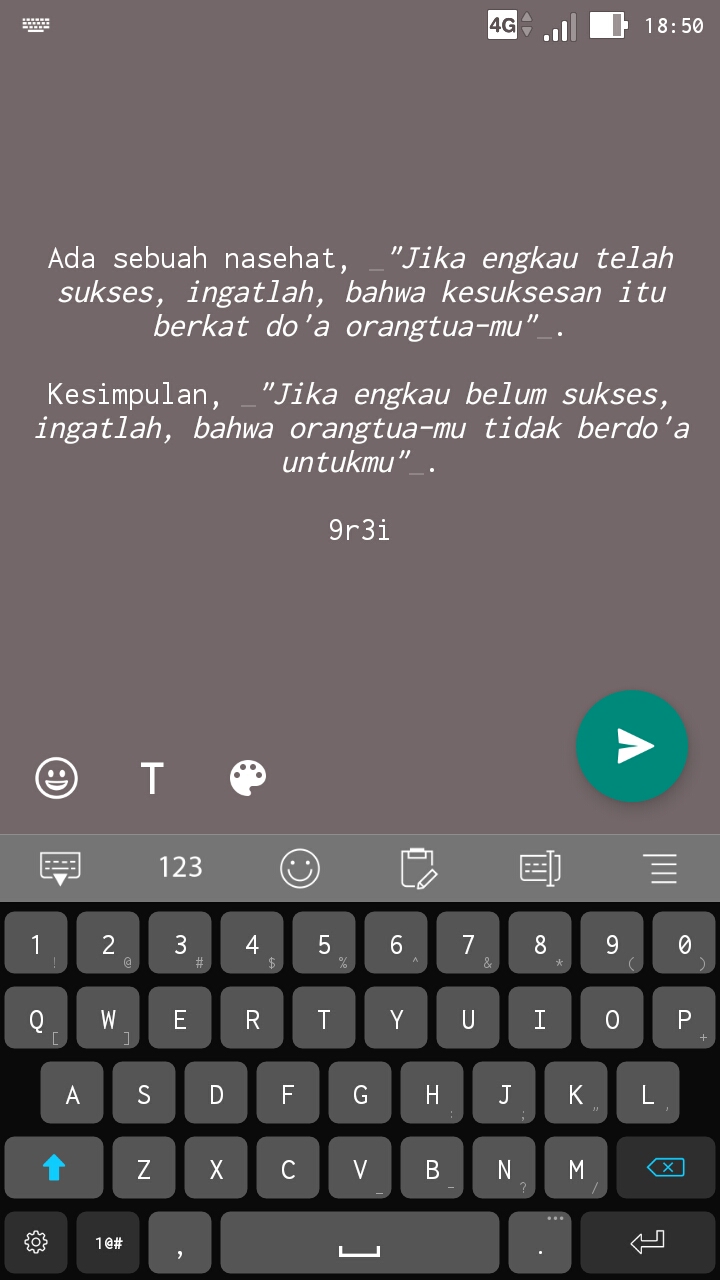 4G 18:50
Ada sebuah nasehat, _"Jika engkau telah
sukses, ingatlah, bahwa kesuksesan itu
berkat do'a orangtua-mu"_.
Kesimpulan, _"Jika engkau belum sukses,
ingatlah, bahwa orangtua-mu tidak berdo'a
untukmu"_.
9r3i
T
123
1 ! 2 @ 3 # 4 $ 5 % 6 ^ 7 & 8 * 9 ( 0 )
Q [ W ] E R T Y U I O P +
A S D F G H : J ; K " L '
Z X C V _ B - N ? M /
1@# , ... .